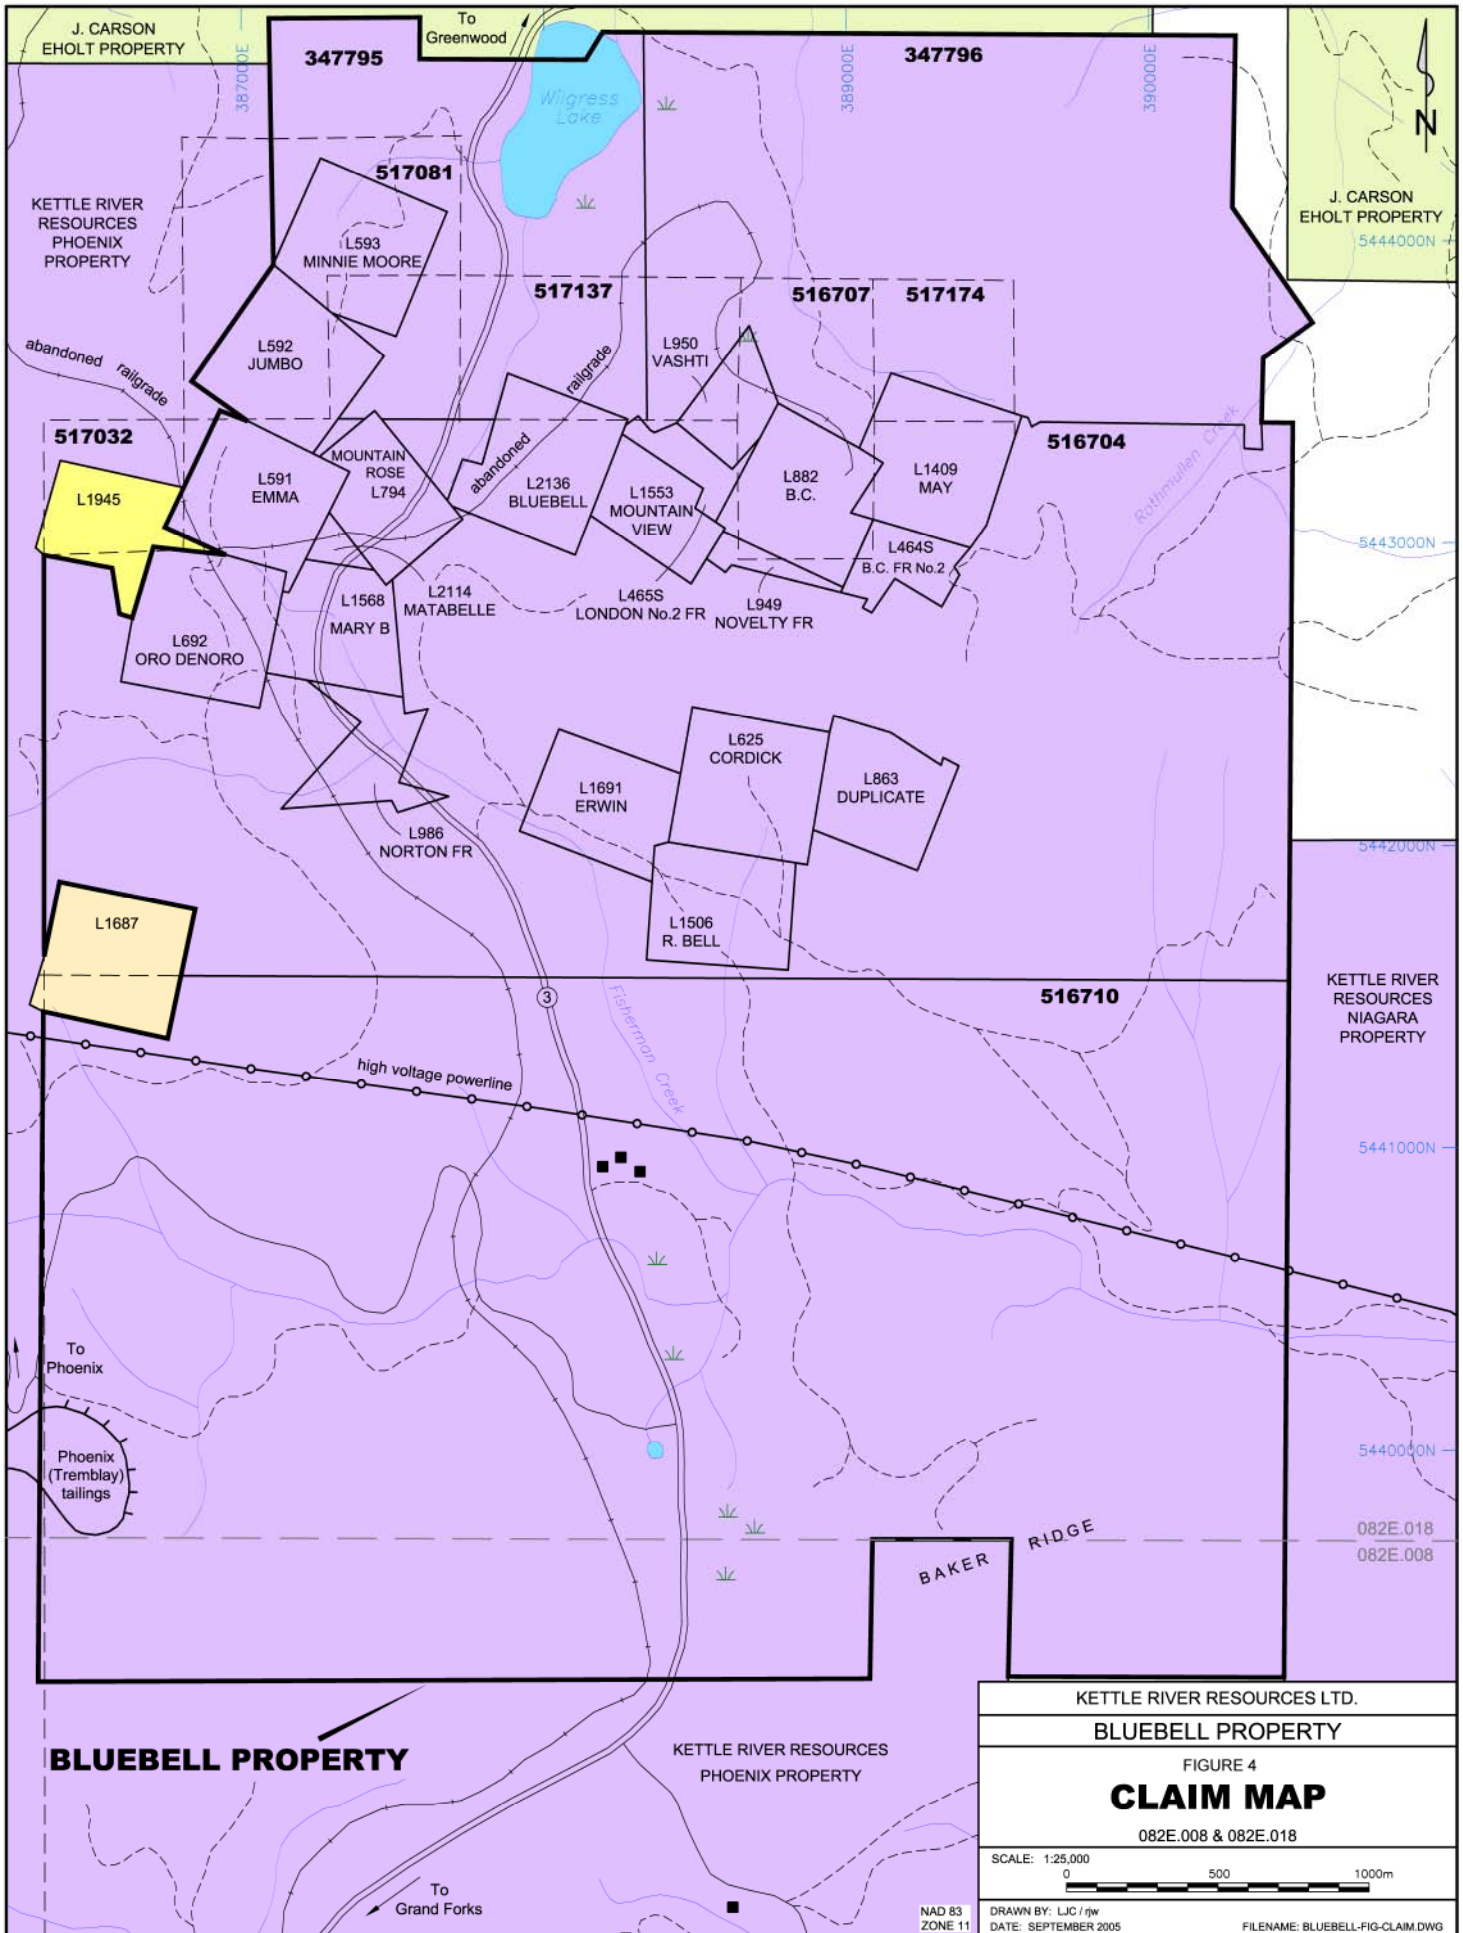 J. CARSON
EHOLT PROPERTY
To
Greenwood
347795
347796
387000E
389000E
390000E
Wilgress
Lake
N
517081
KETTLE RIVER
RESOURCES
PHOENIX
PROPERTY
J. CARSON
EHOLT PROPERTY
5444000N
L593
MINNIE MOORE
517137
516707
517174
abandoned railgrade
L592
JUMBO
L950
VASHTI
abandoned railgrade
517032
516704
Rothmullen Creek
L1945
L591
EMMA
MOUNTAIN
ROSE
L794
L2136
BLUEBELL
L1553
MOUNTAIN
VIEW
L882
B.C.
L1409
MAY
5443000N
L464S
B.C. FR No.2
L1568
MARY B
L2114
MATABELLE
L465S
LONDON No.2 FR
L949
NOVELTY FR
L692
ORO DENORO
L625
CORDICK
L1691
ERWIN
L863
DUPLICATE
L986
NORTON FR
5442000N
L1687
L1506
R. BELL
3
516710
KETTLE RIVER
RESOURCES
NIAGARA
PROPERTY
Fisherman Creek
high voltage powerline
5441000N
To
Phoenix
Phoenix
(Tremblay)
tailings
5440000N
BAKER RIDGE
082E.018
082E.008
BLUEBELL PROPERTY
KETTLE RIVER RESOURCES
PHOENIX PROPERTY
To
Grand Forks
NAD 83
ZONE 11
KETTLE RIVER RESOURCES LTD.
BLUEBELL PROPERTY
FIGURE 4
CLAIM MAP
082E.008 & 082E.018
SCALE: 1:25,000
0 500 1000m
DRAWN BY: LJC / rjw
DATE: SEPTEMBER 2005
FILENAME: BLUEBELL-FIG-CLAIM.DWG